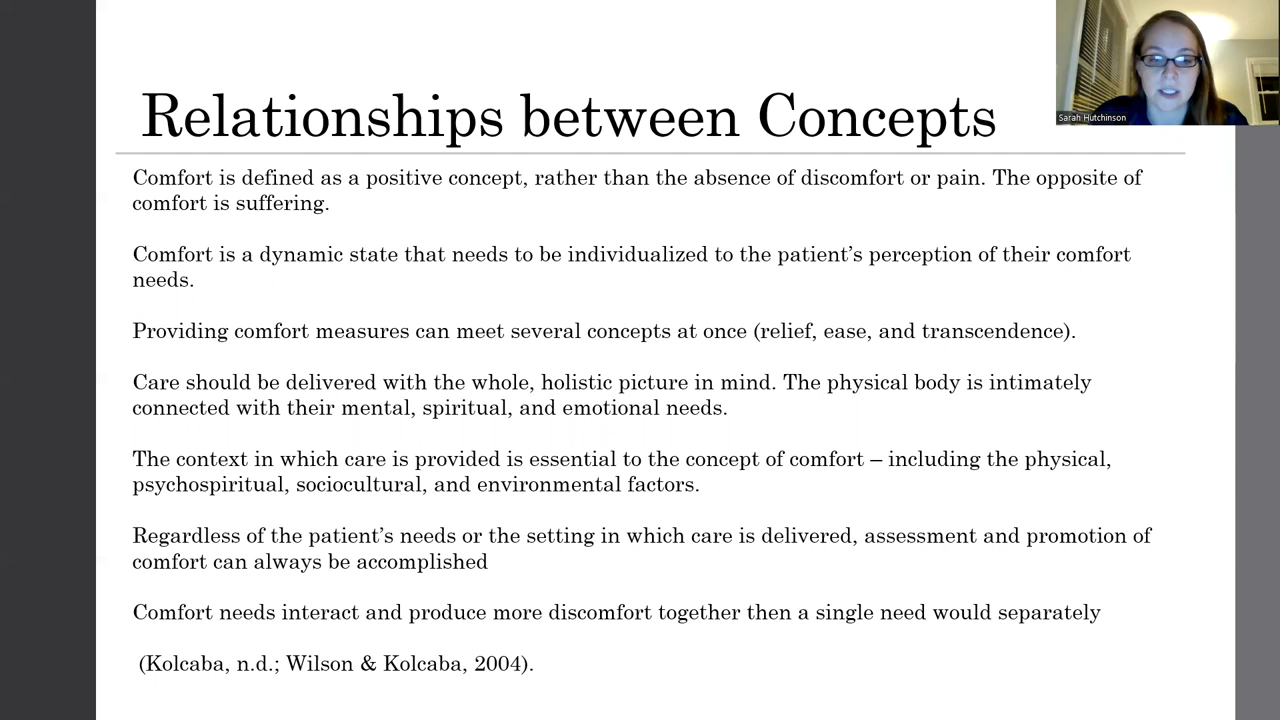 Sarah Hutchinson
Relationships between Concepts
Comfort is defined as a positive concept, rather than the absence of discomfort or pain. The opposite of
comfort is suffering.
Comfort is a dynamic state that needs to be individualized to the patient’s perception of their comfort
needs.
Providing comfort measures can meet several concepts at once (relief, ease, and transcendence).
Care should be delivered with the whole, holistic picture in mind. The physical body is intimately
connected with their mental, spiritual, and emotional needs.
The context in which care is provided is essential to the concept of comfort – including the physical,
psychospiritual, sociocultural, and environmental factors.
Regardless of the patient’s needs or the setting in which care is delivered, assessment and promotion of
comfort can always be accomplished
Comfort needs interact and produce more discomfort together then a single need would separately
(Kolcaba, n.d.; Wilson & Kolcaba, 2004).